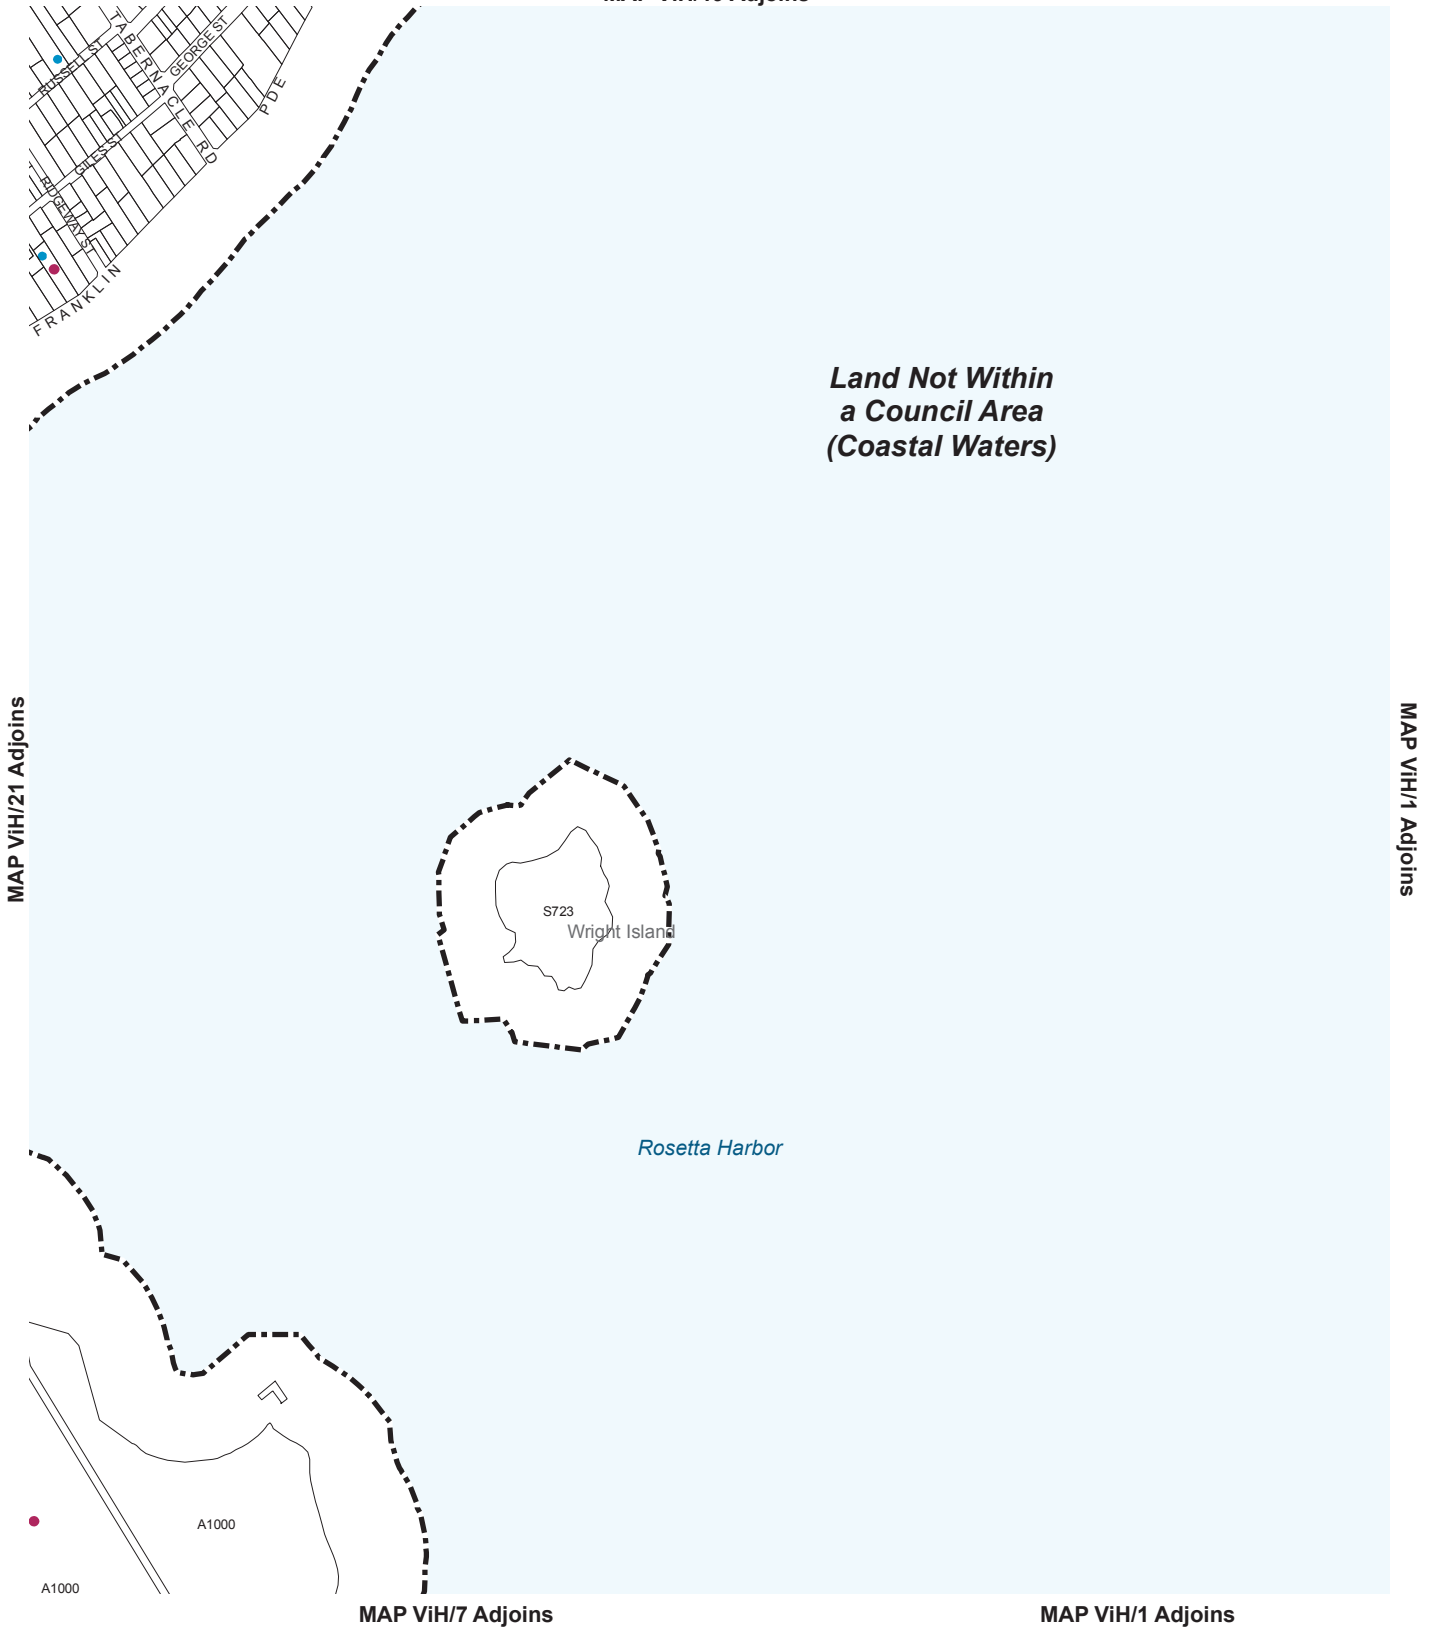 TABERNACLE RD
RUSSELL ST
GEORGE ST
PDE
GILES ST
RIDGEWAY ST
FRANKLIN
Land Not Within
a Council Area
(Coastal Waters)
MAP ViH/21 Adjoins
MAP ViH/1 Adjoins
S723
Wright Island
Rosetta Harbor
A1000
A1000
MAP ViH/7 Adjoins
MAP ViH/1 Adjoins